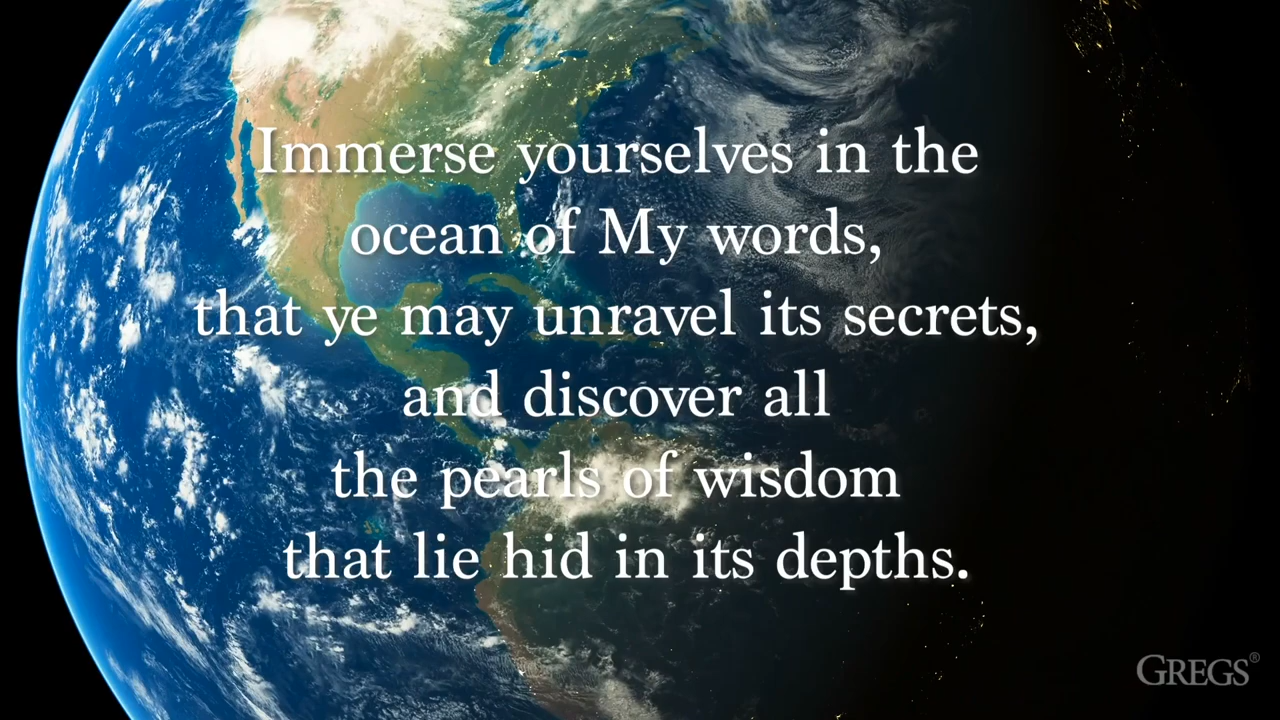 Immerse yourselves in the
ocean of My words,
that ye may unravel its secrets,
and discover all
the pearls of wisdom
that lie hid in its depths.
GREGS®